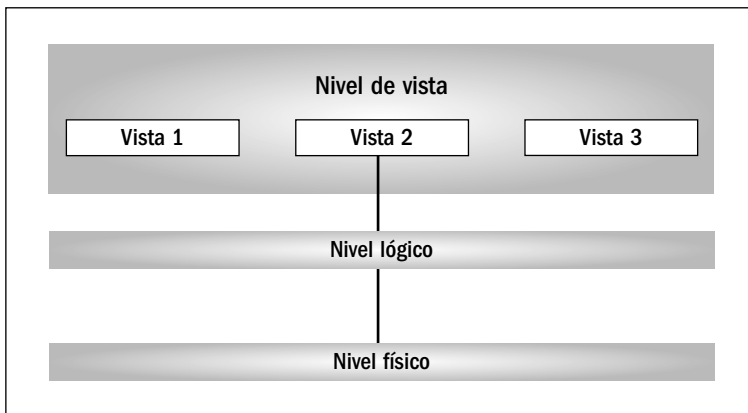 Nivel de vista
Vista 1
Vista 2
Vista 3
Nivel lógico
Nivel físico